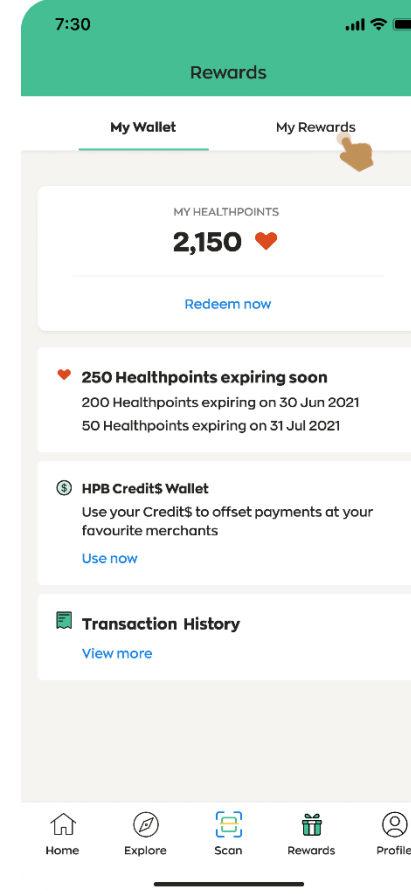 7:30
Rewards
My Wallet
My Rewards
MY HEALTHPOINTS
2,150
Redeem now
250 Healthpoints expiring soon
200 Healthpoints expiring on 30 Jun 2021
50 Healthpoints expiring on 31 Jul 2021
HPB Credit$ Wallet
Use your Credit$ to offset payments at your
favourite merchants
Use now
Transaction History
View more
Home
Explore
Scan
Rewards
Profile